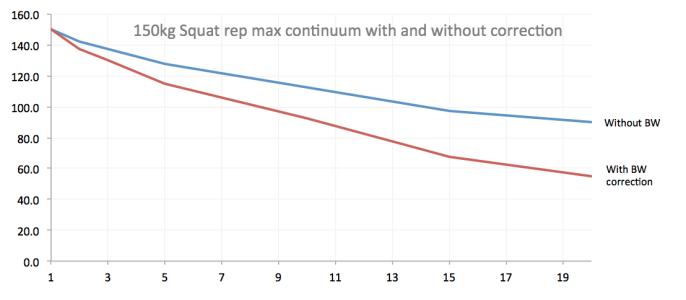 150kg Squat rep max continuum with and without correction
160.0
140.0
120.0
100.0
80.0
60.0
40.0
20.0
0.0
Without BW
With BW
correction
1 3 5 7 9 11 13 15 17 19